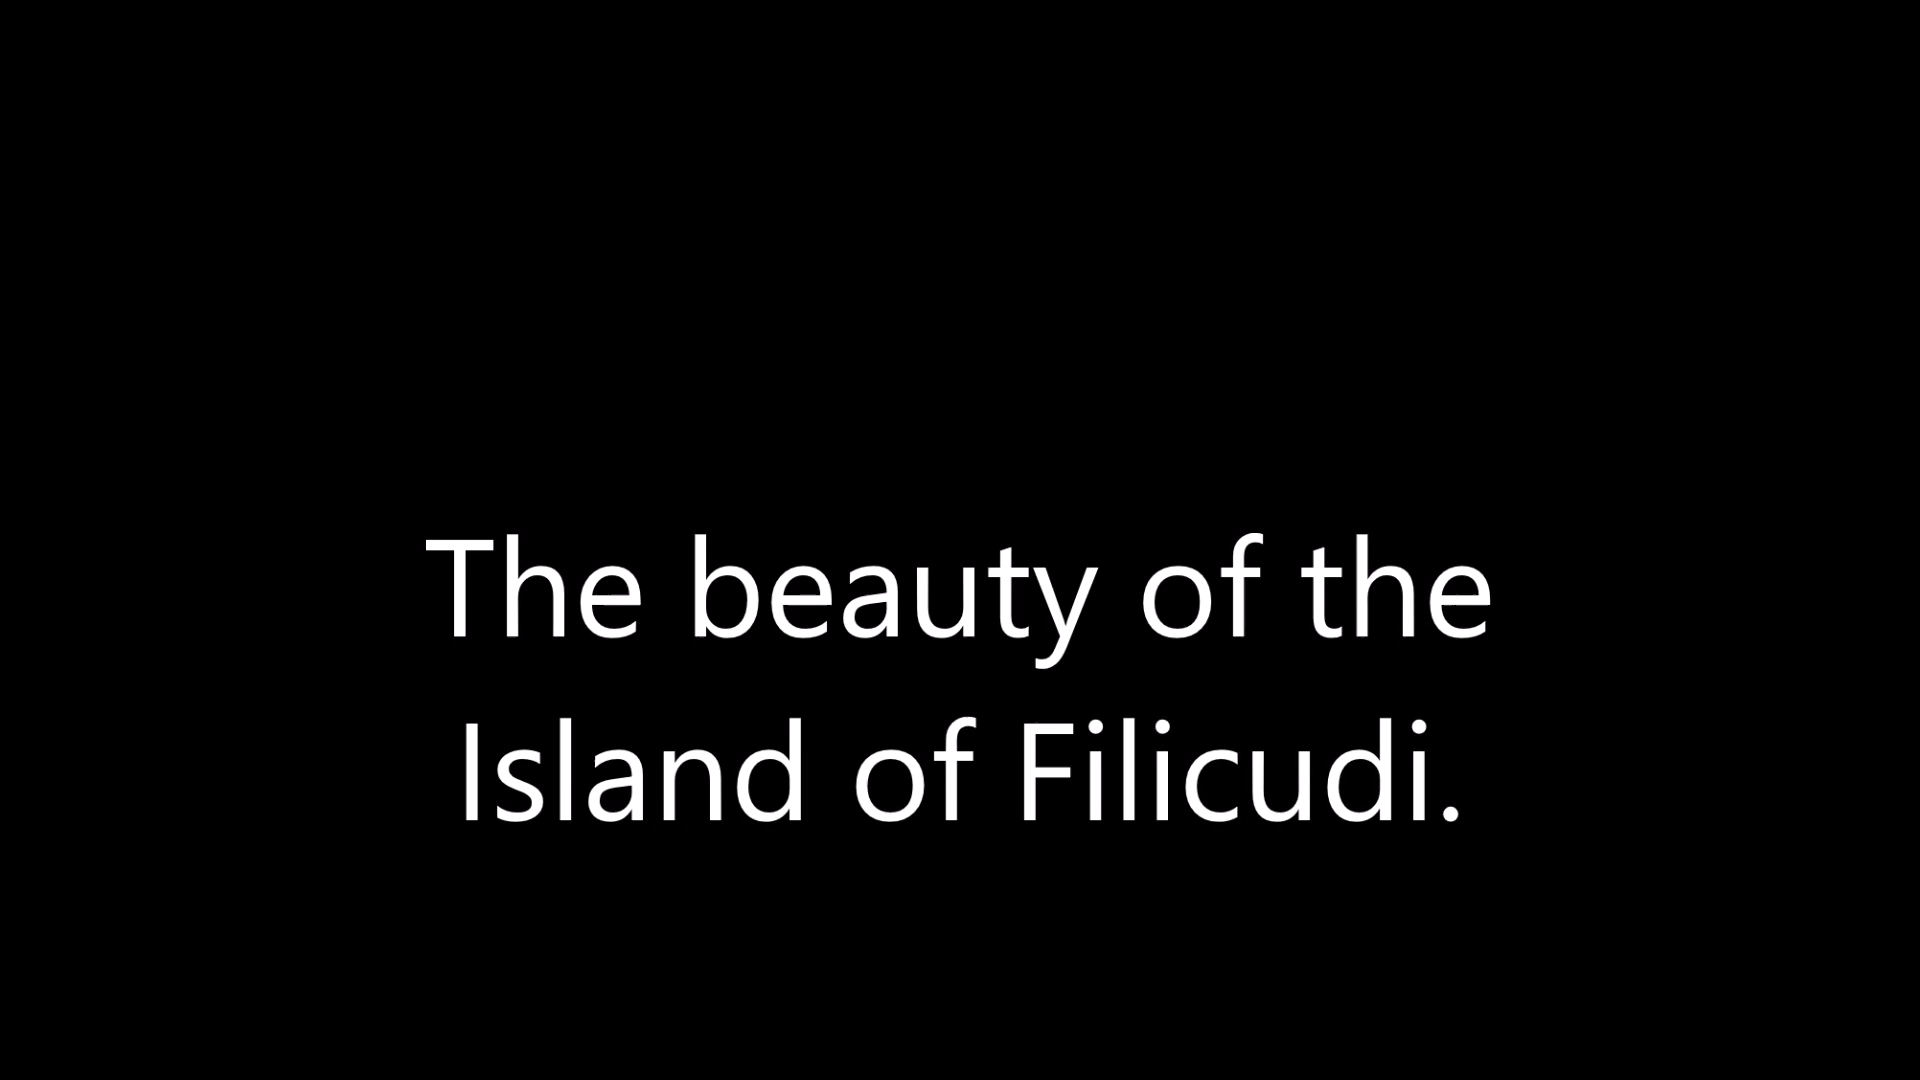 The beauty of the
Island of Filicudi.